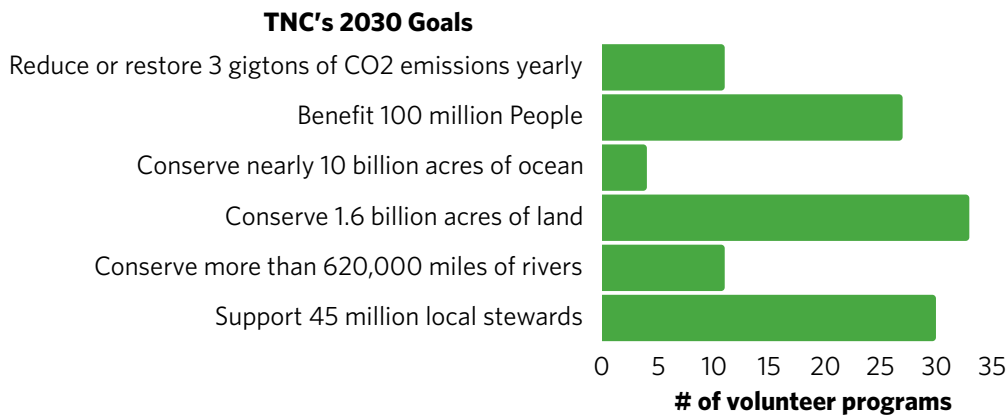 TNC's 2030 Goals
Reduce or restore 3 gigtons of CO2 emissions yearly
Benefit 100 million People
Conserve nearly 10 billion acres of ocean
Conserve 1.6 billion acres of land
Conserve more than 620,000 miles of rivers
Support 45 million local stewards
0 5 10 15 20 25 30 35
# of volunteer programs